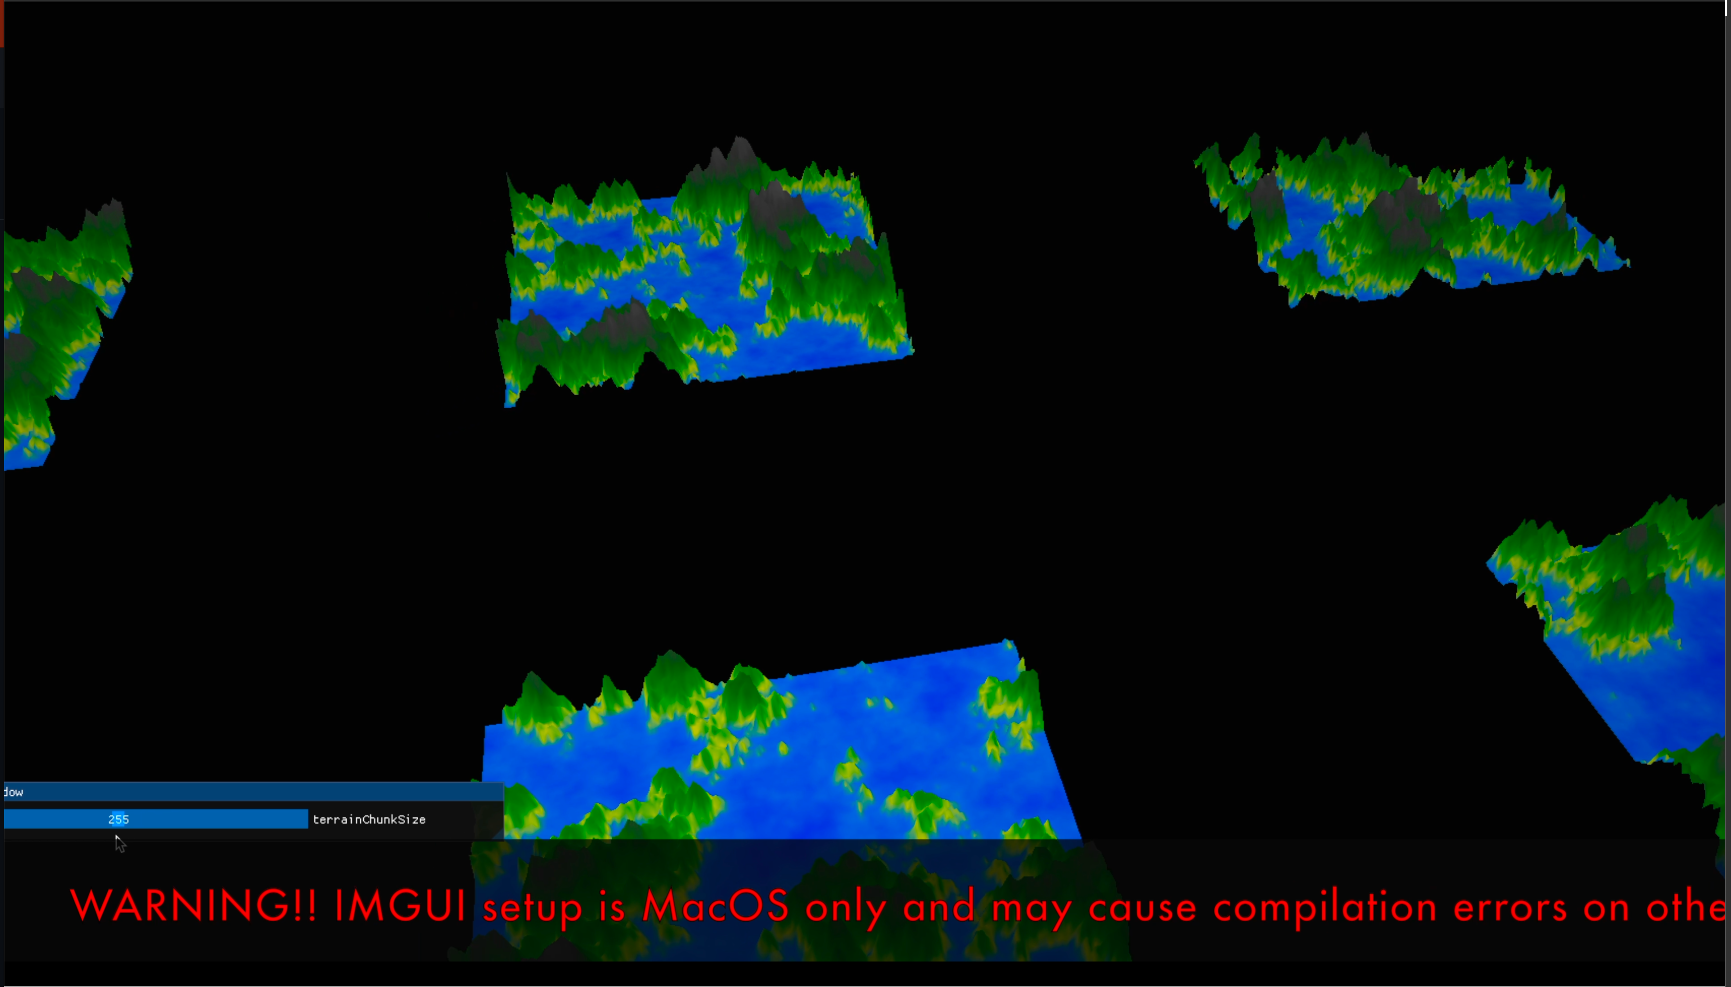 dow
255 terrainChunkSize
WARNING!! IMGUI setup is MacOS only and may cause compilation errors on othe